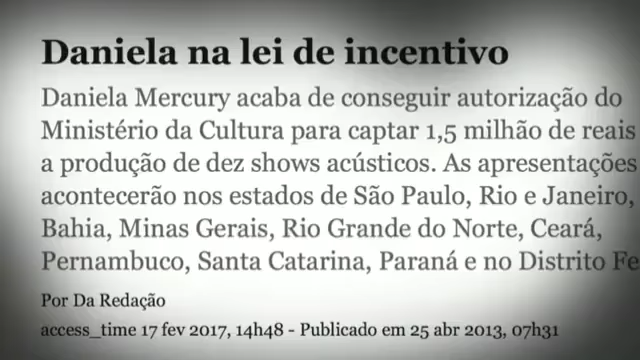 Daniela na lei de incentivo
Daniela Mercury acaba de conseguir autorização do
Ministério da Cultura para captar 1,5 milhão de reais
a produção de dez shows acústicos. As apresentações
acontecerão nos estados de São Paulo, Rio e Janeiro,
Bahia, Minas Gerais, Rio Grande do Norte, Ceará,
Pernambuco, Santa Catarina, Paraná e no Distrito Fe
Por Da Redação
access_time 17 fev 2017, 14h48 - Publicado em 25 abr 2013, 07h31